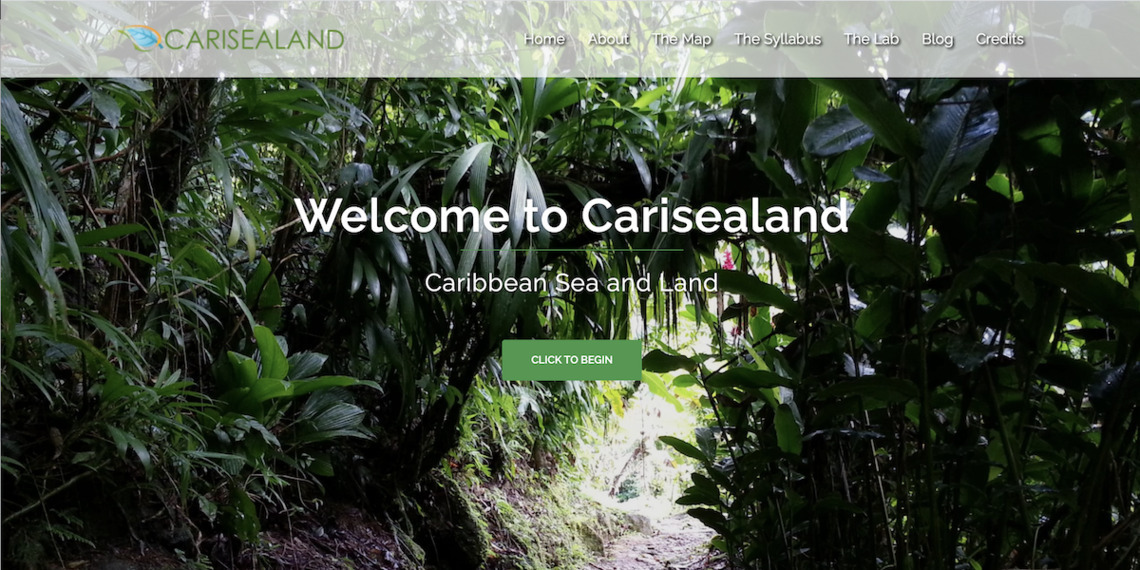 CARISEALAND
Home About The Map The Syllabus The Lab Blog Credits
Welcome to Carisealand
Caribbean Sea and Land
CLICK TO BEGIN